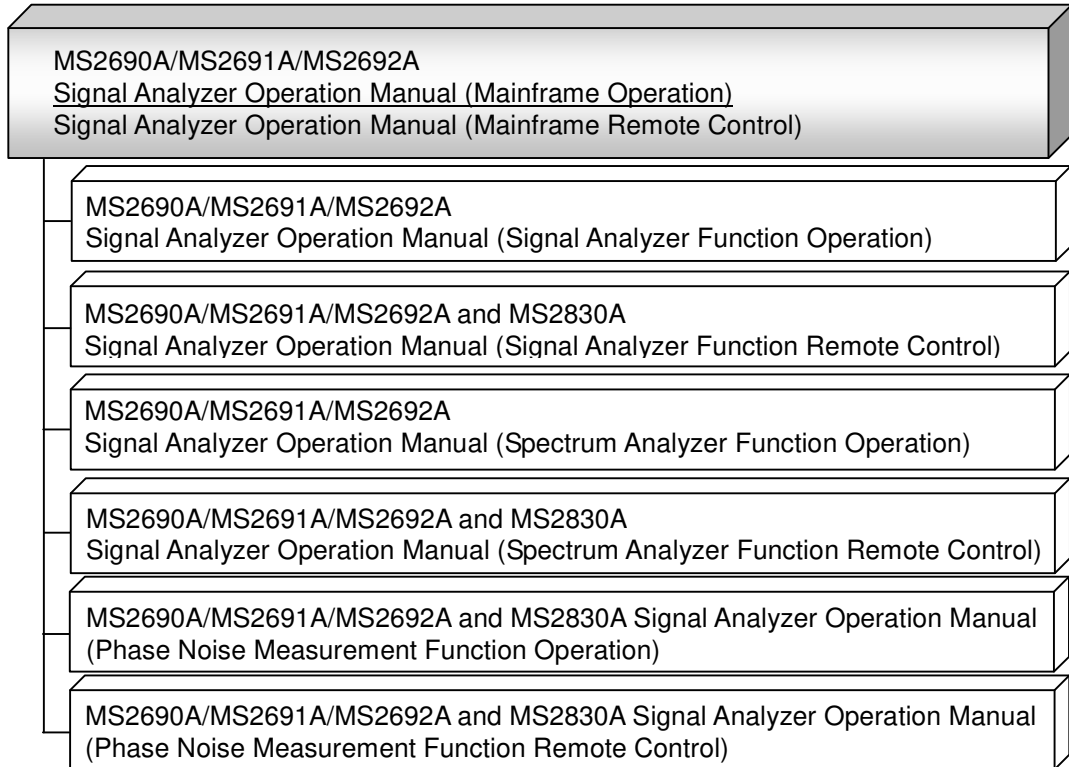 MS2690A/MS2691A/MS2692A
Signal Analyzer Operation Manual (Mainframe Operation)
Signal Analyzer Operation Manual (Mainframe Remote Control)
MS2690A/MS2691A/MS2692A
Signal Analyzer Operation Manual (Signal Analyzer Function Operation)
MS2690A/MS2691A/MS2692A and MS2830A
Signal Analyzer Operation Manual (Signal Analyzer Function Remote Control)
MS2690A/MS2691A/MS2692A
Signal Analyzer Operation Manual (Spectrum Analyzer Function Operation)
MS2690A/MS2691A/MS2692A and MS2830A
Signal Analyzer Operation Manual (Spectrum Analyzer Function Remote Control)
MS2690A/MS2691A/MS2692A and MS2830A Signal Analyzer Operation Manual
(Phase Noise Measurement Function Operation)
MS2690A/MS2691A/MS2692A and MS2830A Signal Analyzer Operation Manual
(Phase Noise Measurement Function Remote Control)